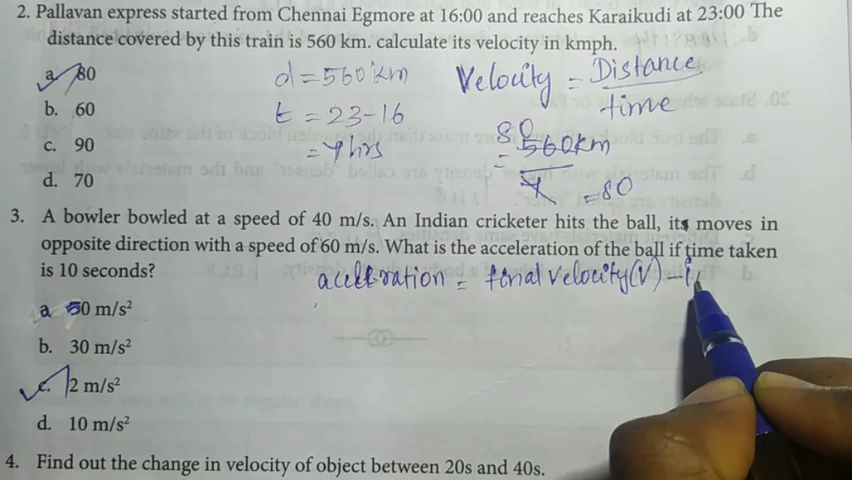 2. Pallavan express started from Chennai Egmore at 16:00 and reaches Karaikudi at 23:00 The
distance covered by this train is 560 km. calculate its velocity in kmph.
a. 80
b. 60
c. 90
d. 70
d = 560 km
t = 23-16
= 7 hrs
Velocity = Distance
time
80
= 560 km
7 = 80
3. A bowler bowled at a speed of 40 m/s. An Indian cricketer hits the ball, its moves in
opposite direction with a speed of 60 m/s. What is the acceleration of the ball if time taken
is 10 seconds?
accelration = final velocity (V) - i
a 50 m/s²
b. 30 m/s²
c. 2 m/s²
d. 10 m/s²
4. Find out the change in velocity of object between 20s and 40s.